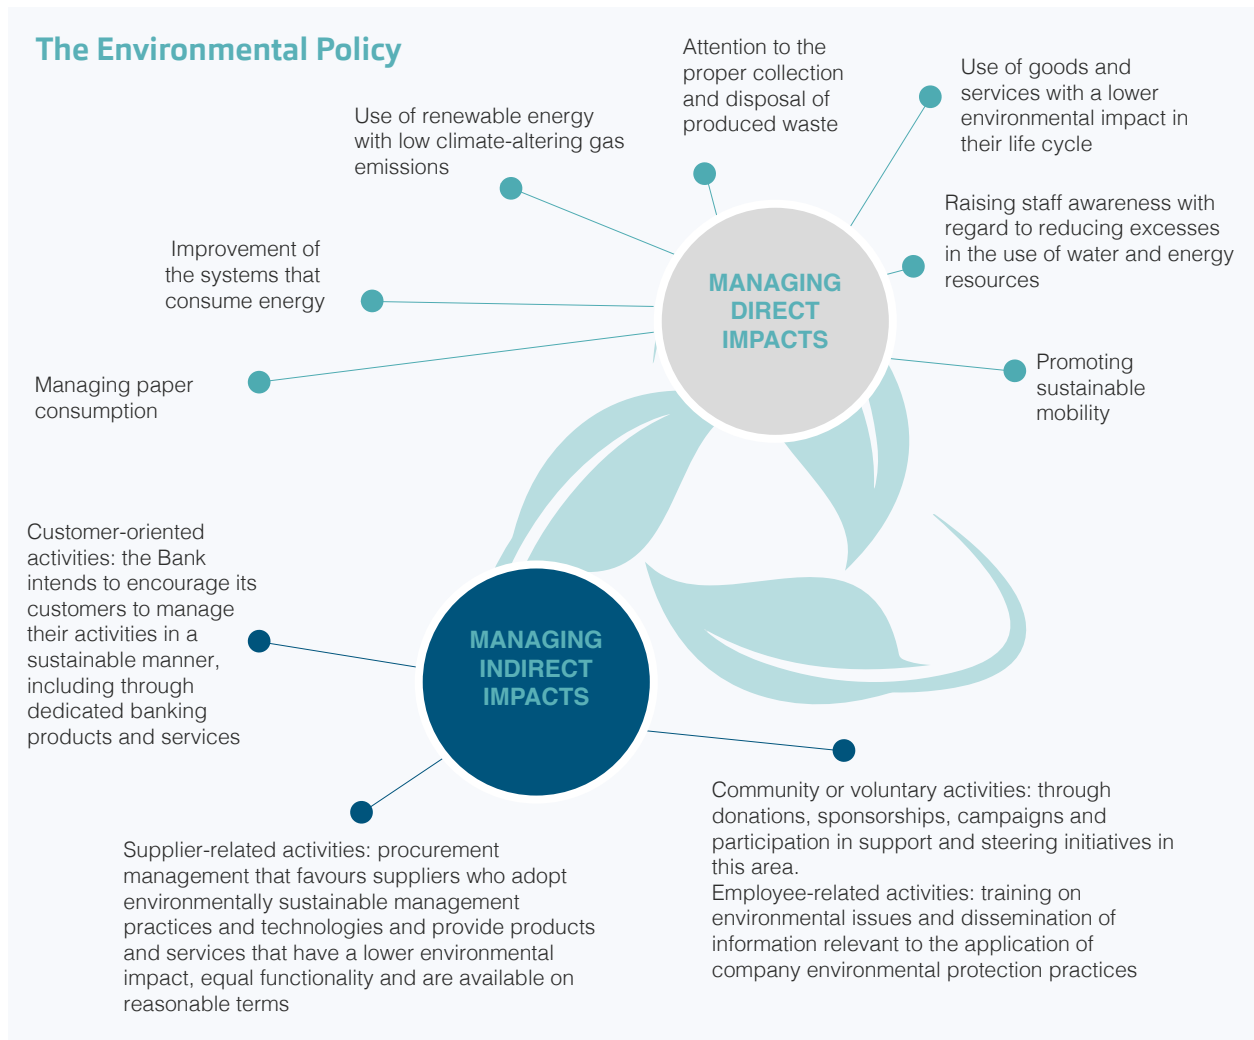 The Environmental Policy
Attention to the
proper collection
and disposal of
produced waste
Use of goods and
services with a lower
environmental impact in
their life cycle
Use of renewable energy
with low climate-altering gas
emissions
Raising staff awareness with
regard to reducing excesses
in the use of water and energy
resources
Improvement of
the systems that
consume energy
MANAGING
DIRECT
IMPACTS
Managing paper
consumption
Promoting
sustainable
mobility
Customer-oriented
activities: the Bank
intends to encourage its
customers to manage
their activities in a
sustainable manner,
including through
dedicated banking
products and services
MANAGING
INDIRECT
IMPACTS
Community or voluntary activities: through
donations, sponsorships, campaigns and
participation in support and steering initiatives in
this area.
Employee-related activities: training on
environmental issues and dissemination of
information relevant to the application of
company environmental protection practices
Supplier-related activities: procurement
management that favours suppliers who adopt
environmentally sustainable management
practices and technologies and provide products
and services that have a lower environmental
impact, equal functionality and are available on
reasonable terms